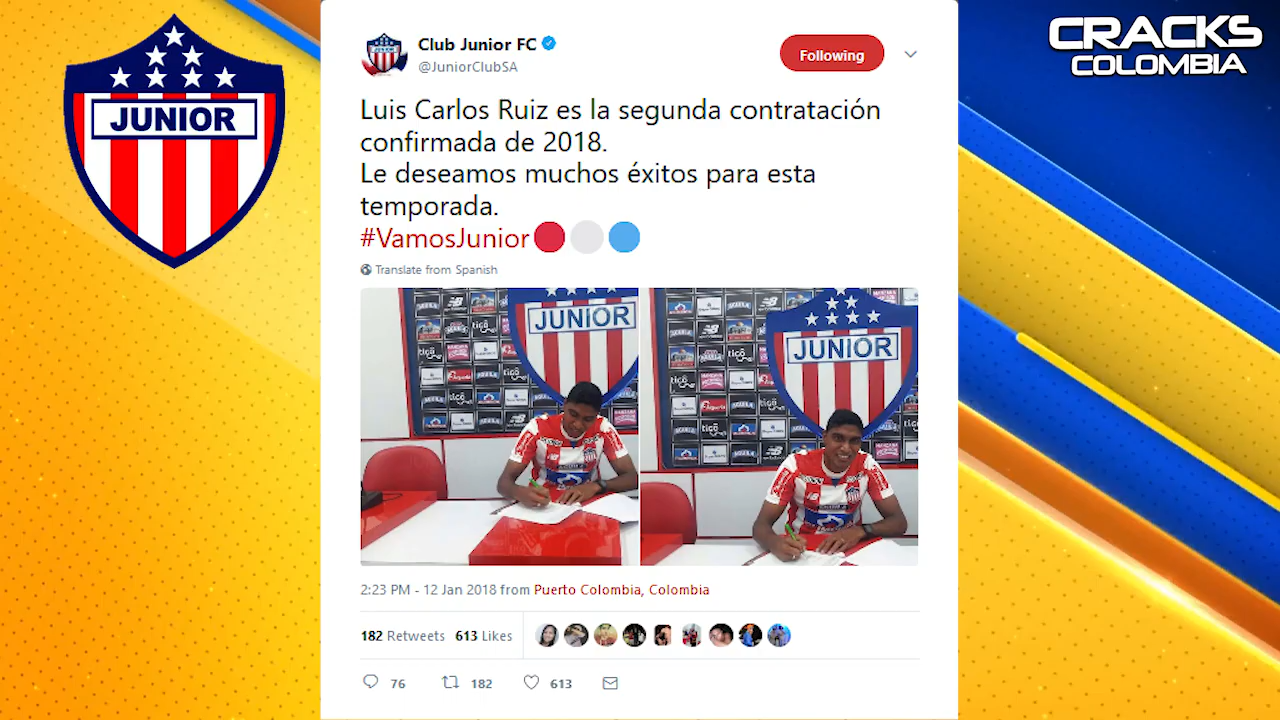 JUNIOR
CRACKS
COLOMBIA
Club Junior FC
@JuniorClubSA
Following
Luis Carlos Ruiz es la segunda contratación
confirmada de 2018.
Le deseamos muchos éxitos para esta
temporada.
#VamosJunior
Translate from Spanish
JUNIOR
JUNIOR
2:23 PM - 12 Jan 2018 from Puerto Colombia, Colombia
182 Retweets 613 Likes
76 182 613